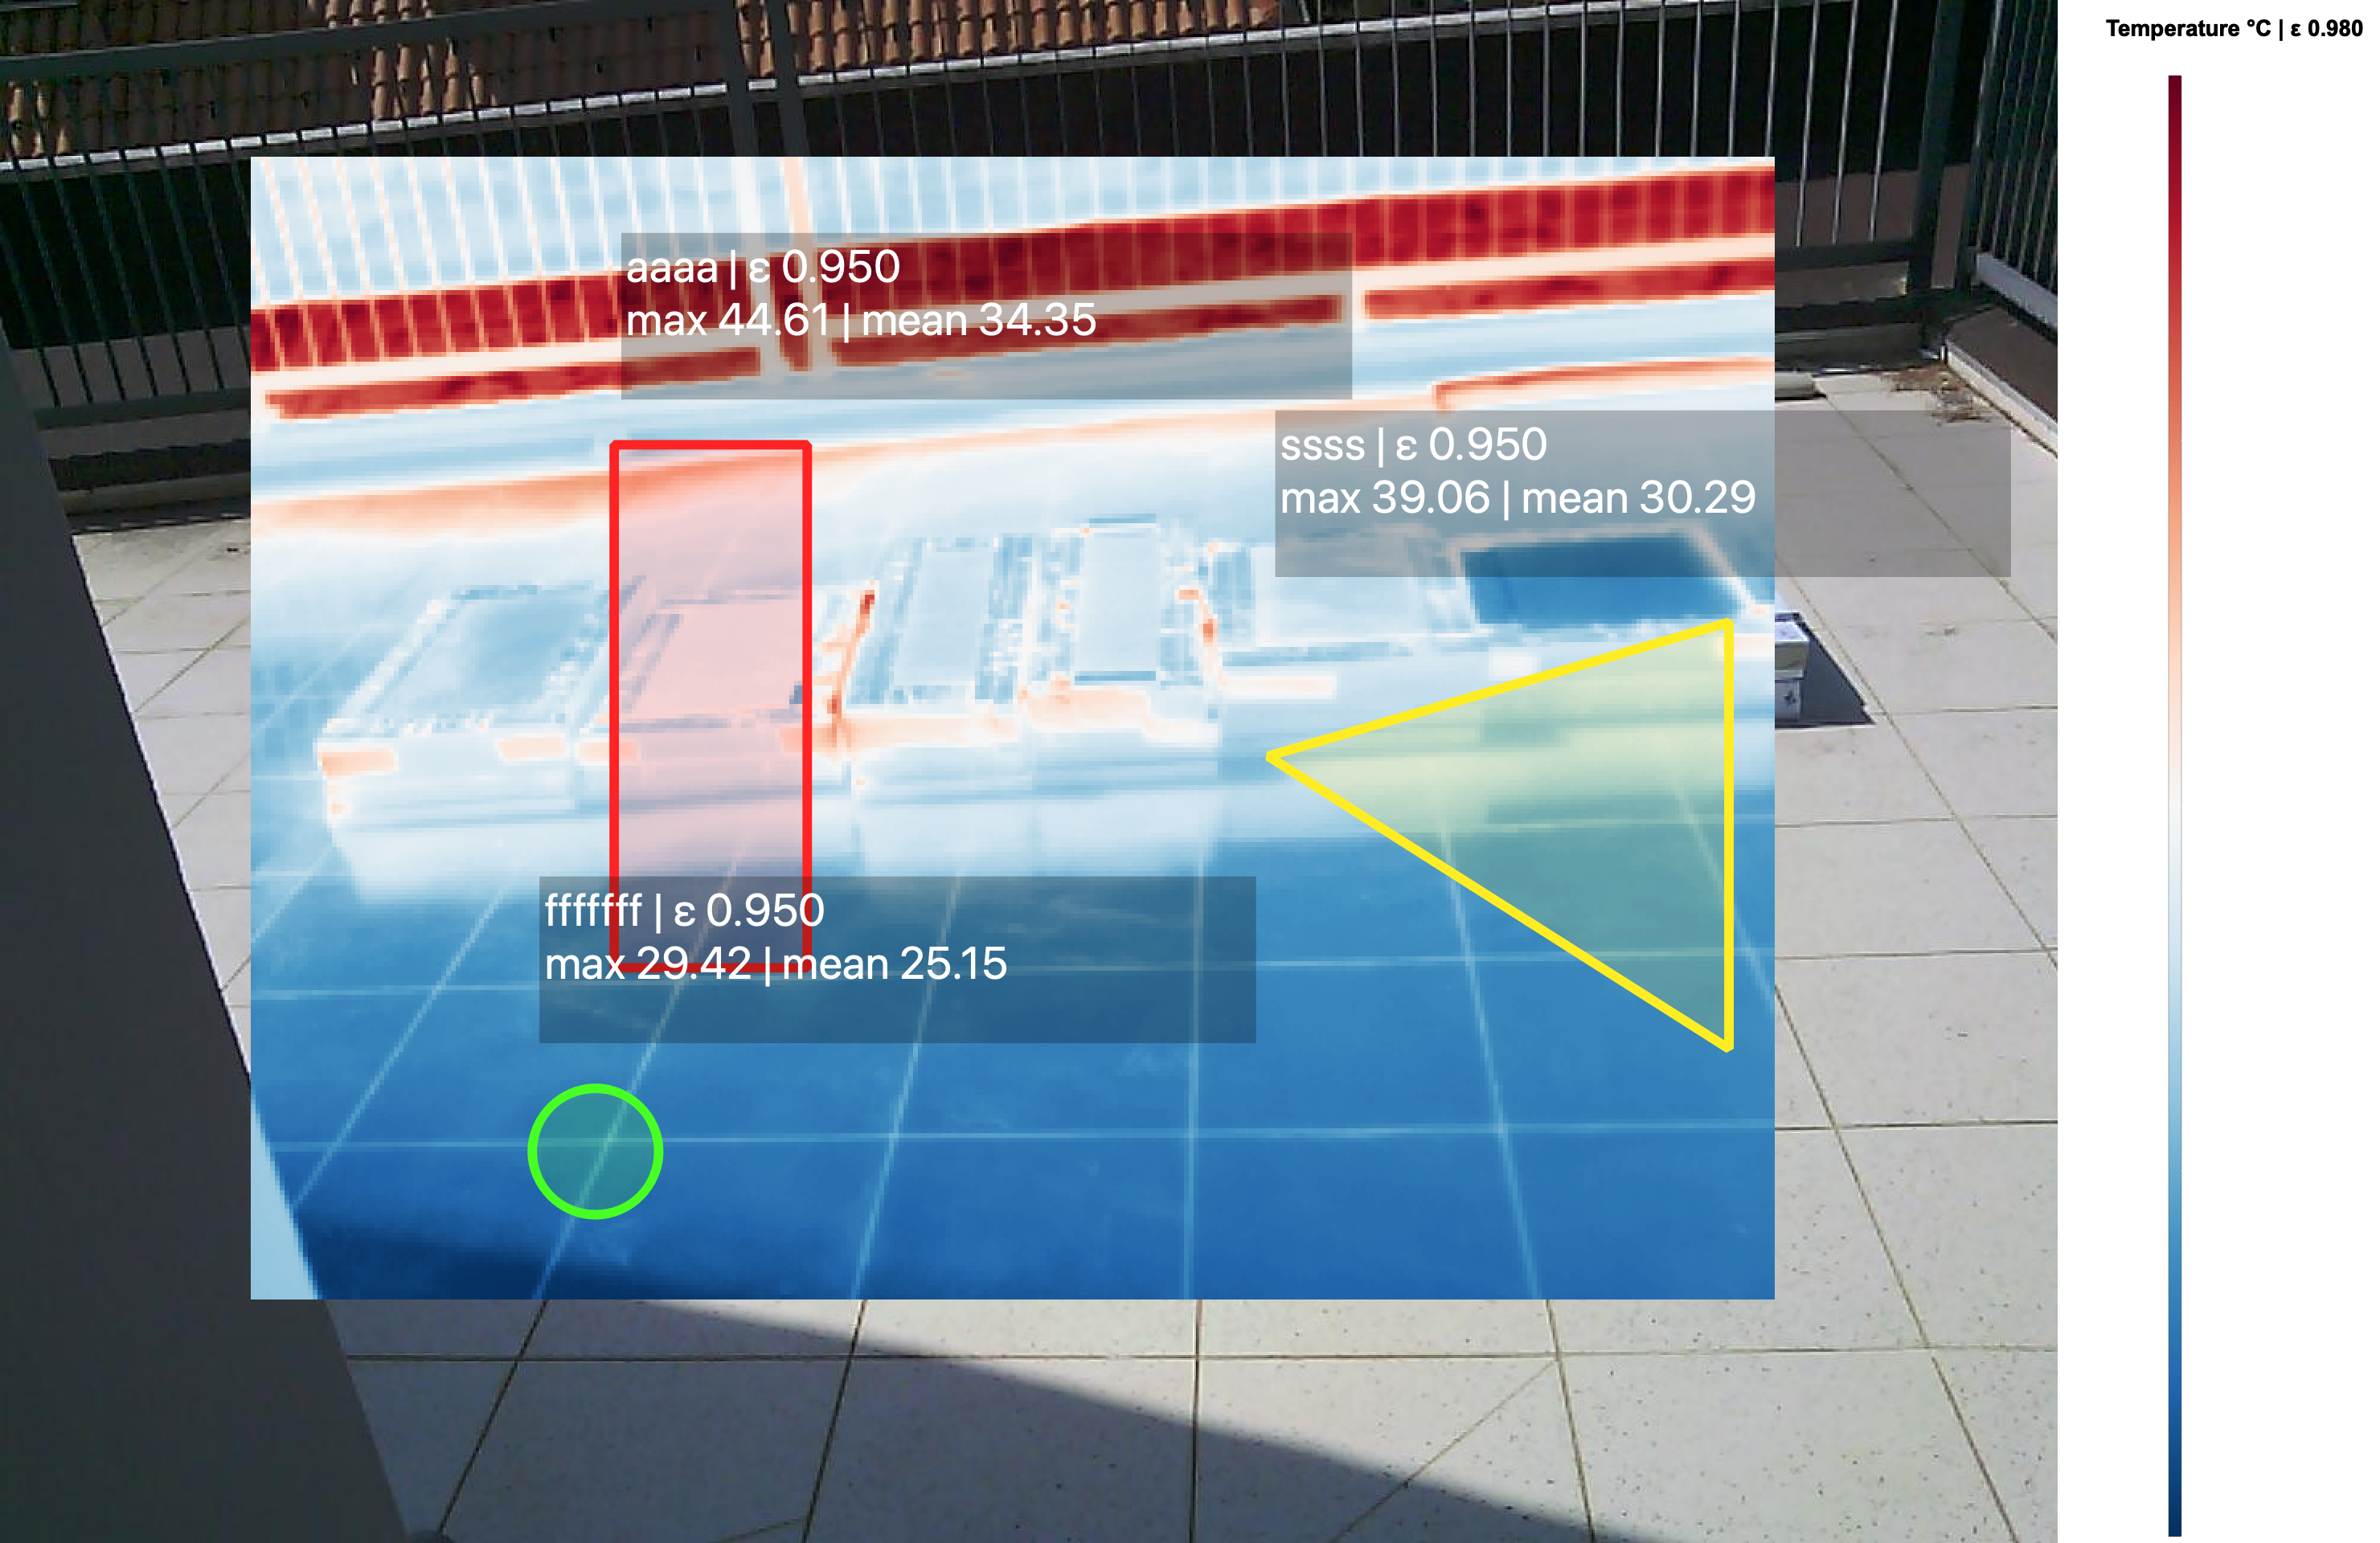 Temperature °C | ε 0.980
aaaa | ε 0.950
max 44.61 | mean 34.35
ssss | ε 0.950
max 39.06 | mean 30.29
fffffff | ε 0.950
max 29.42 | mean 25.15